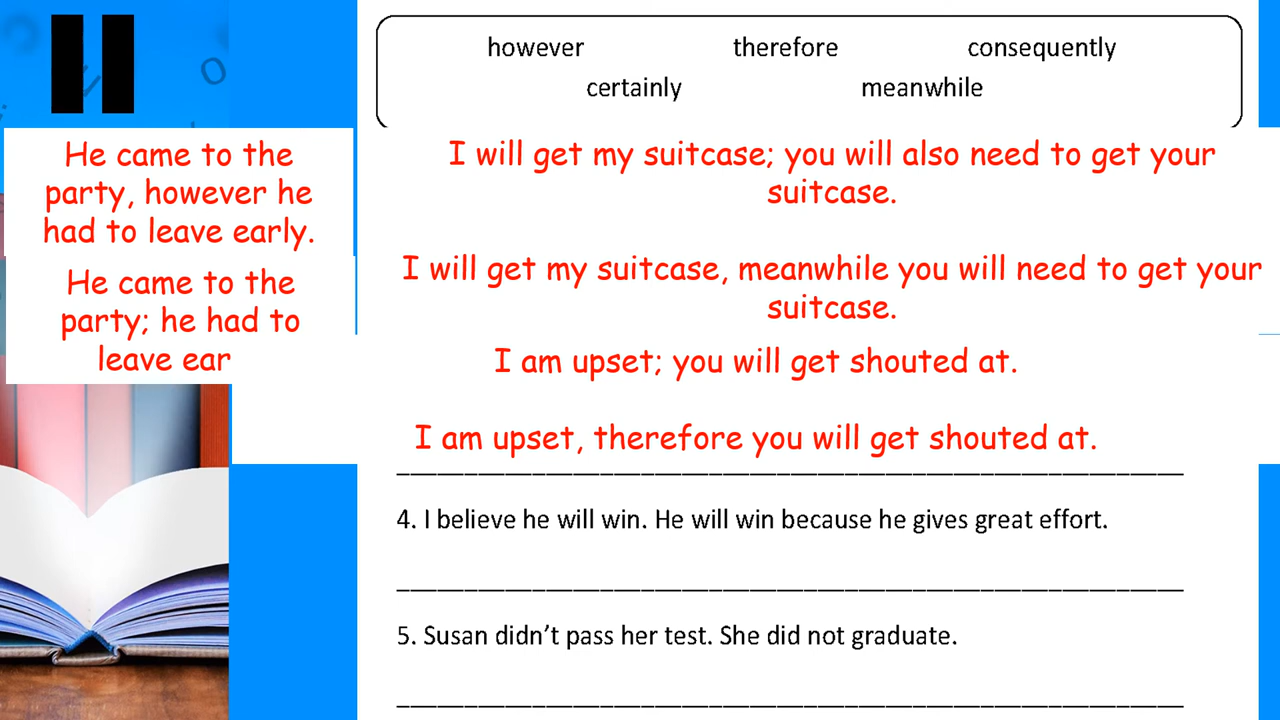 however therefore consequently
certainly meanwhile
He came to the
party, however he
had to leave early.
He came to the
party; he had to
leave ear
I will get my suitcase; you will also need to get your
suitcase.
I will get my suitcase, meanwhile you will need to get your
suitcase.
I am upset; you will get shouted at.
I am upset, therefore you will get shouted at.
4. I believe he will win. He will win because he gives great effort.
5. Susan didn’t pass her test. She did not graduate.